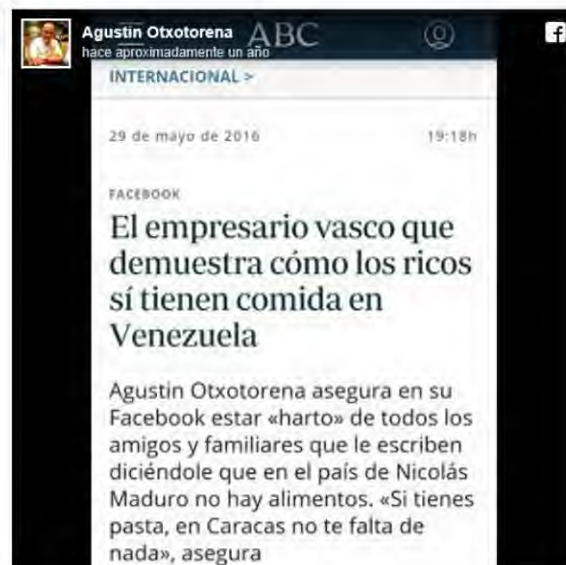 Agustin Otxotorena
ABC
hace aproximadamente un año
INTERNACIONAL >
29 de mayo de 2016
19:18h
FACEBOOK
El empresario vasco que
demuestra cómo los ricos
sí tienen comida en
Venezuela
Agustin Otxotorena asegura en su
Facebook estar «harto» de todos los
amigos y familiares que le escriben
diciéndole que en el país de Nicolás
Maduro no hay alimentos. «Si tienes
pasta, en Caracas no te falta de
nada», asegura